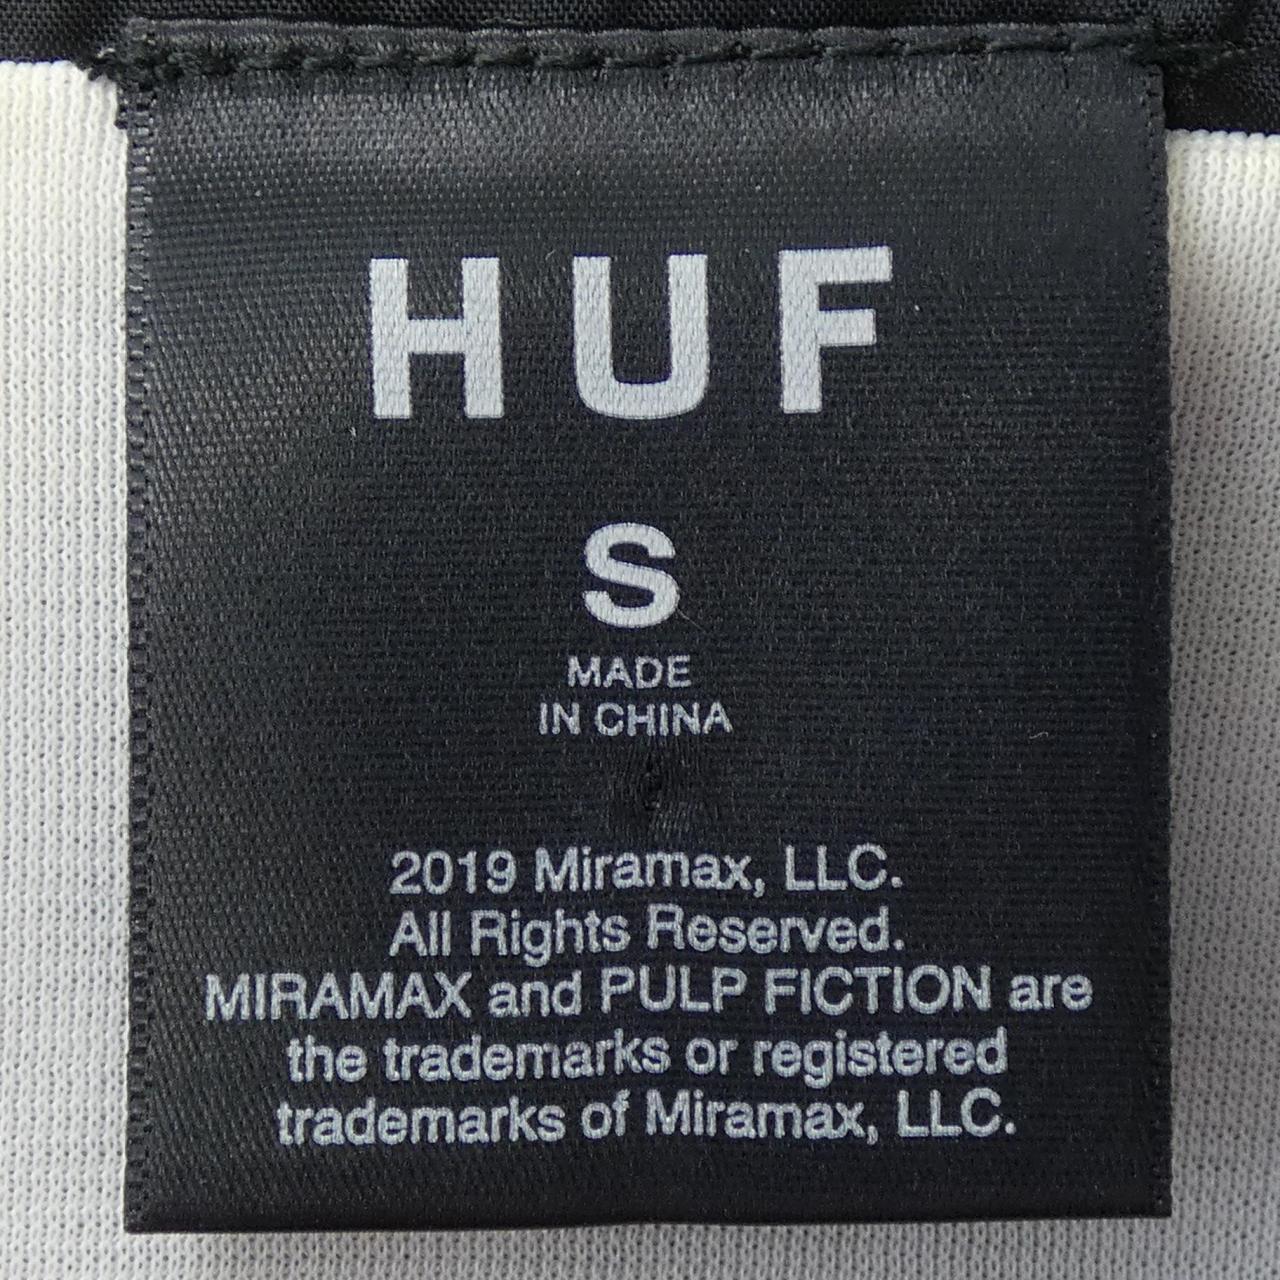 HUF
S
MADE
IN CHINA
2019 Miramax, LLC.
All Rights Reserved.
MIRAMAX and PULP FICTION are
the trademarks or registered
trademarks of Miramax, LLC.